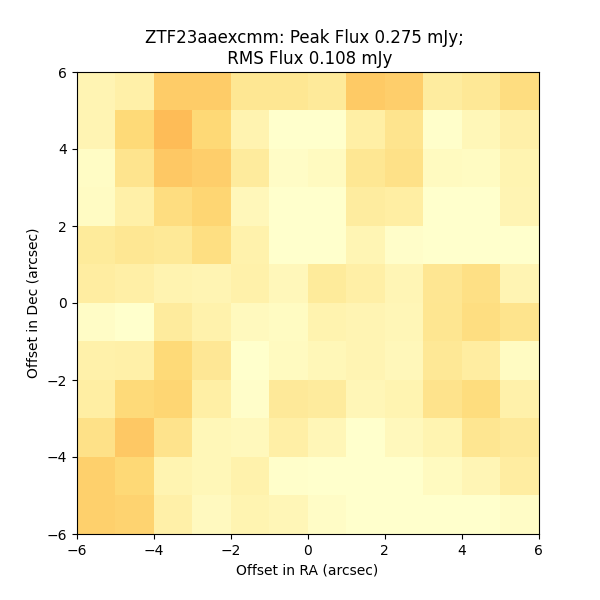 ZTF23aaexcmm: Peak Flux 0.275 mJy;
RMS Flux 0.108 mJy
6
4
2
0
−2
−4
−6
Offset in Dec (arcsec)
−6 −4 −2 0 2 4 6
Offset in RA (arcsec)